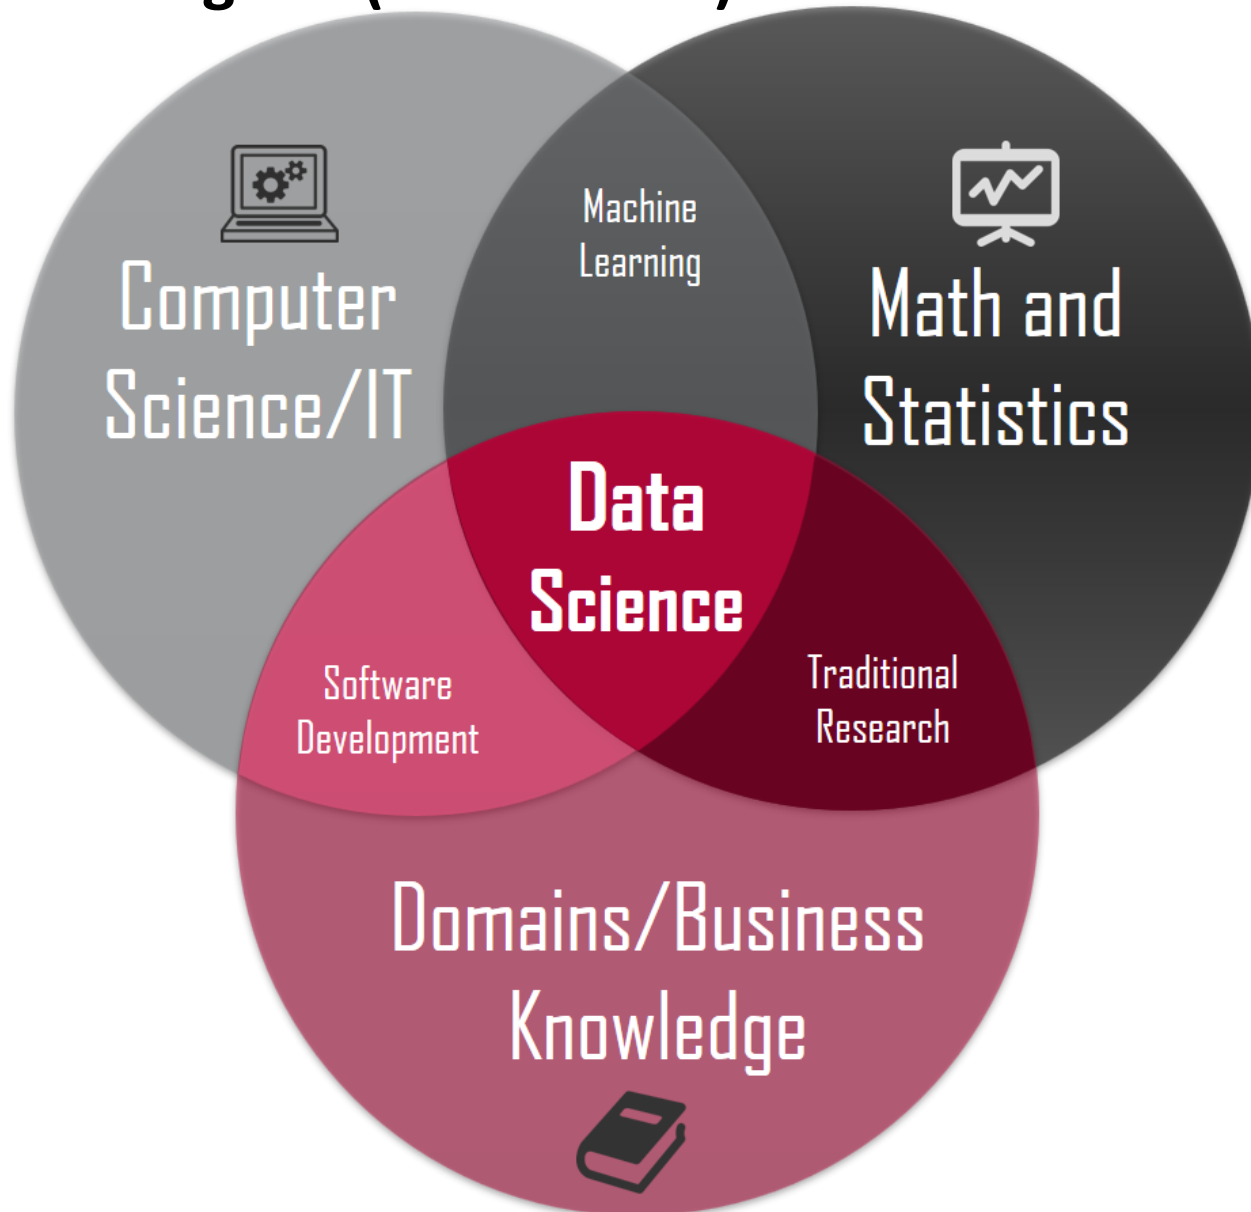 Machine
Learning
Computer
Science/IT
Math and
Statistics
Data
Science
Software
Development
Traditional
Research
Domains/Business
Knowledge